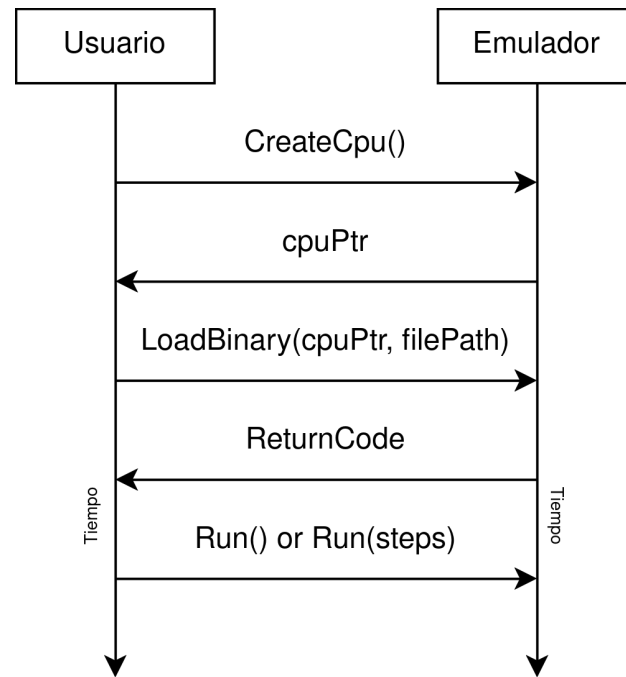 Usuario
Emulador
CreateCpu()
cpuPtr
LoadBinary(cpuPtr, filePath)
ReturnCode
Tiempo
Tiempo
Run() or Run(steps)